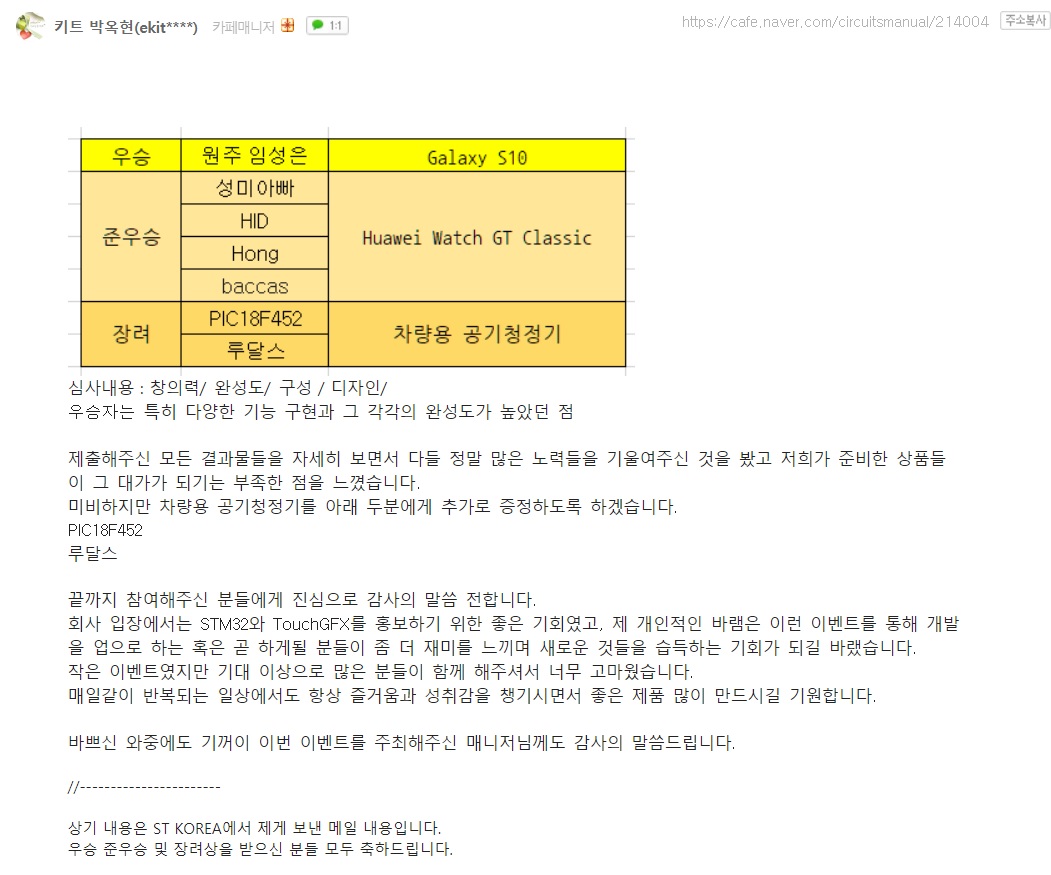 키트 박옥현(ekit****) 카페매니저 1:1 https://cafe.naver.com/circuitsmanual/214004 주소복사
우승 원주 임성은 Galaxy S10
준우승 성미아빠 Huawei Watch GT Classic
HID
Hong
baccas
장려 PIC18F452 차량용 공기청정기
루달스
심사내용 : 창의력/ 완성도/ 구성 / 디자인/
우승자는 특히 다양한 기능 구현과 그 각각의 완성도가 높았던 점
제출해주신 모든 결과물들을 자세히 보면서 다들 정말 많은 노력들을 기울여주신 것을 봤고 저희가 준비한 상품들
이 그 대가가 되기는 부족한 점을 느꼈습니다.
미비하지만 차량용 공기청정기를 아래 두분에게 추가로 증정하도록 하겠습니다.
PIC18F452
루달스
끝까지 참여해주신 분들에게 진심으로 감사의 말씀 전합니다.
회사 입장에서는 STM32와 TouchGFX를 홍보하기 위한 좋은 기회였고, 제 개인적인 바램은 이런 이벤트를 통해 개발
을 업으로 하는 혹은 곧 하게될 분들이 좀 더 재미를 느끼며 새로운 것들을 습득하는 기회가 되길 바랬습니다.
작은 이벤트였지만 기대 이상으로 많은 분들이 함께 해주셔서 너무 고마웠습니다.
매일같이 반복되는 일상에서도 항상 즐거움과 성취감을 챙기시면서 좋은 제품 많이 만드시길 기원합니다.
바쁘신 와중에도 기꺼이 이번 이벤트를 주최해주신 매니저님께도 감사의 말씀드립니다.
//-----------------------
상기 내용은 ST KOREA에서 제게 보낸 메일 내용입니다.
우승 준우승 및 장려상을 받으신 분들 모두 축하드립니다.